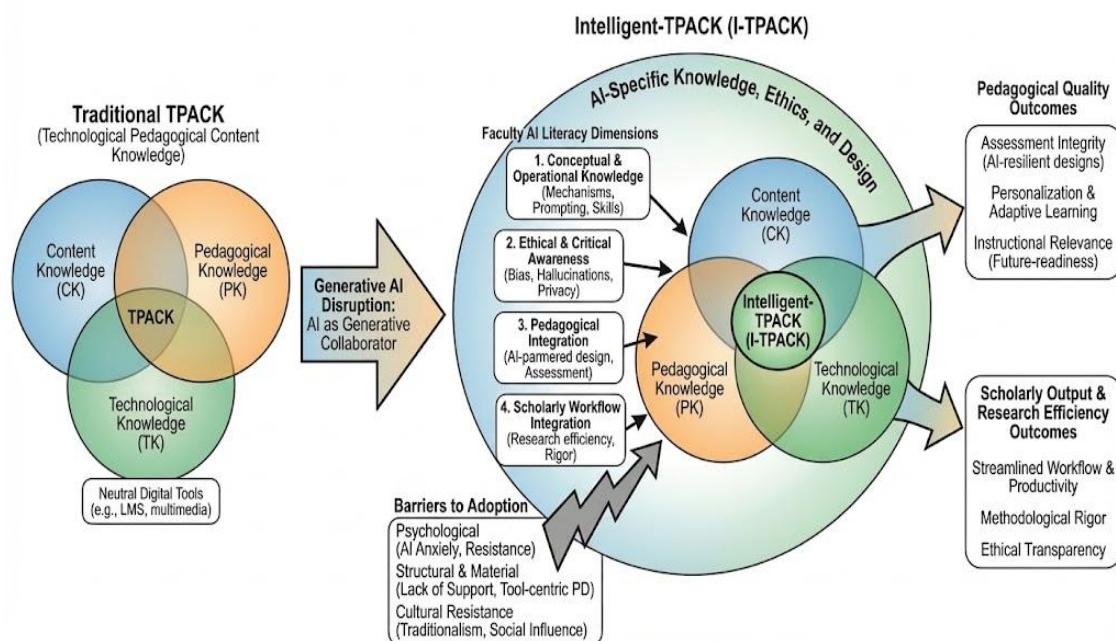 Intelligent-TPACK (I-TPACK)
Traditional TPACK
(Technological Pedagogical Content
Knowledge)
Content
Knowledge
(CK)
Pedagogical
Knowledge
(PK)
TPACK
Technological
Knowledge
(TK)
Neutral Digital Tools
(e.g., LMS, multimedia)
Generative AI
Disruption:
AI as Generative
Collaborator
AI-Specific Knowledge, Ethics, and Design
Faculty AI Literacy Dimensions
1. Conceptual &
Operational Knowledge
(Mechanisms,
Prompting, Skills)
2. Ethical & Critical
Awareness
(Bias, Hallucinations,
Privacy)
3. Pedagogical
Integration
(AI-parmered design,
Assessment)
4. Scholarly Workflow
Integration
(Research efficiency,
Rigor)
Content
Knowledge
(CK)
Intelligent-
TPACK
(I-TPACK)
Pedagogical
Knowledge
(PK)
Technological
Knowledge
(TK)
Barriers to Adoption
Psychological
(AI Anxiely, Resistance)
Structural & Material
(Lack of Support, Tool-centric PD)
Cultural Resistance
(Traditionalism, Social Influence)
Pedagogical Quality
Outcomes
Assessment Integrity
(AI-resilient designs)
Personalization &
Adaptive Learning
Instructional Relevance
(Future-readiness)
Scholarly Output &
Research Efficiency
Outcomes
Streamlined Workflow &
Productivity
Methodological Rigor
Ethical Transparency